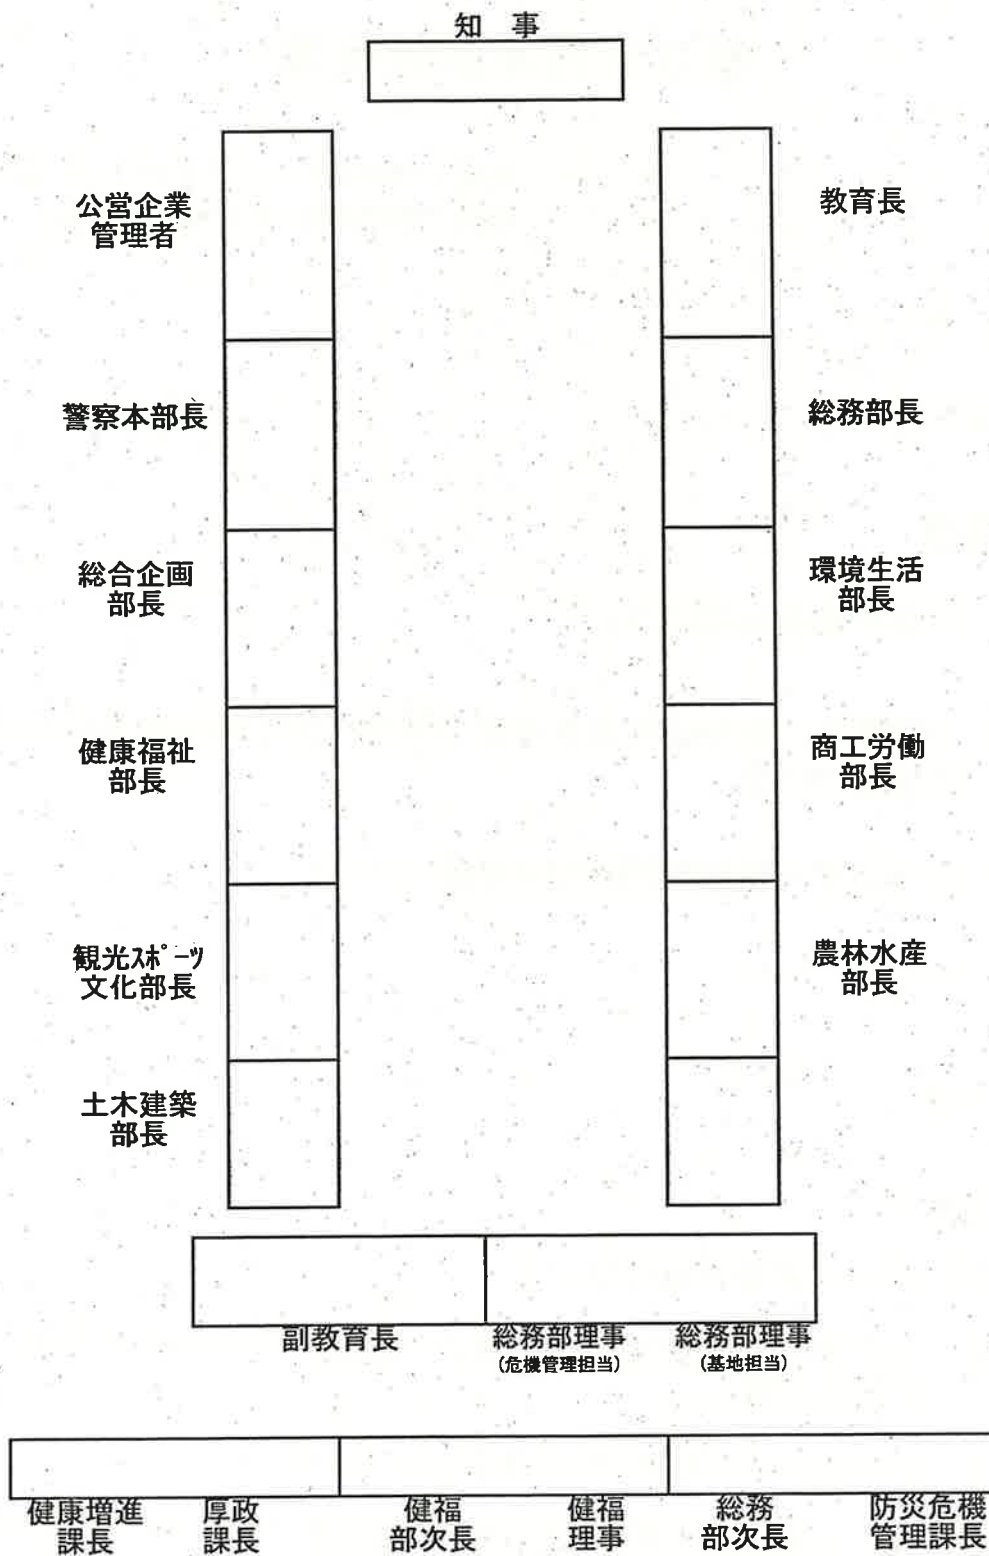 知 事
公営企業
管理者
教育長
警察本部長
総務部長
総合企画
部長
環境生活
部長
健康福祉
部長
商工労働
部長
観光ｽﾎﾟｰﾂ
文化部長
農林水産
部長
土木建築
部長
副教育長
総務部理事
(危機管理担当)
総務部理事
(基地担当)
健康増進
課長
厚政
課長
健福
部次長
健福
理事
総務
部次長
防災危機
管理課長